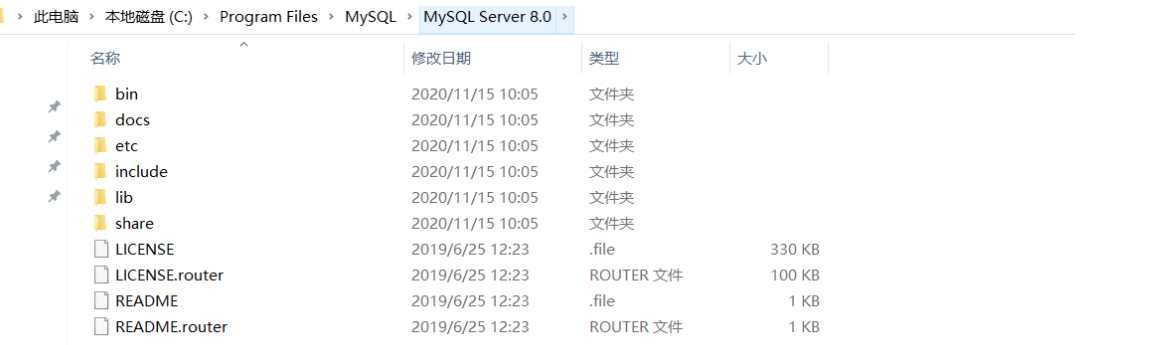 此电脑 › 本地磁盘 (C:) › Program Files › MySQL › MySQL Server 8.0 ›
名称 修改日期 类型 大小
bin 2020/11/15 10:05 文件夹
docs 2020/11/15 10:05 文件夹
etc 2020/11/15 10:05 文件夹
include 2020/11/15 10:05 文件夹
lib 2020/11/15 10:05 文件夹
share 2020/11/15 10:05 文件夹
LICENSE 2019/6/25 12:23 .file 330 KB
LICENSE.router 2019/6/25 12:23 ROUTER 文件 100 KB
README 2019/6/25 12:23 .file 1 KB
README.router 2019/6/25 12:23 ROUTER 文件 1 KB